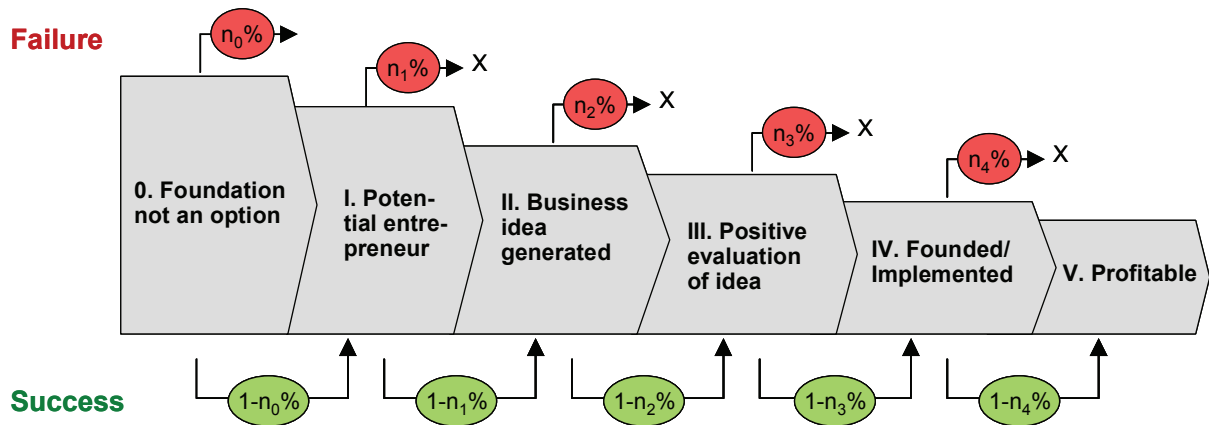 Failure
n0%
n1%
X
n2%
X
n3%
X
n4%
X
0. Foundation
not an option
I. Poten-
tial entre-
preneur
II. Business
idea
generated
III. Positive
evaluation
of idea
IV. Founded/
Implemented
V. Profitable
Success
1-n0%
1-n1%
1-n2%
1-n3%
1-n4%